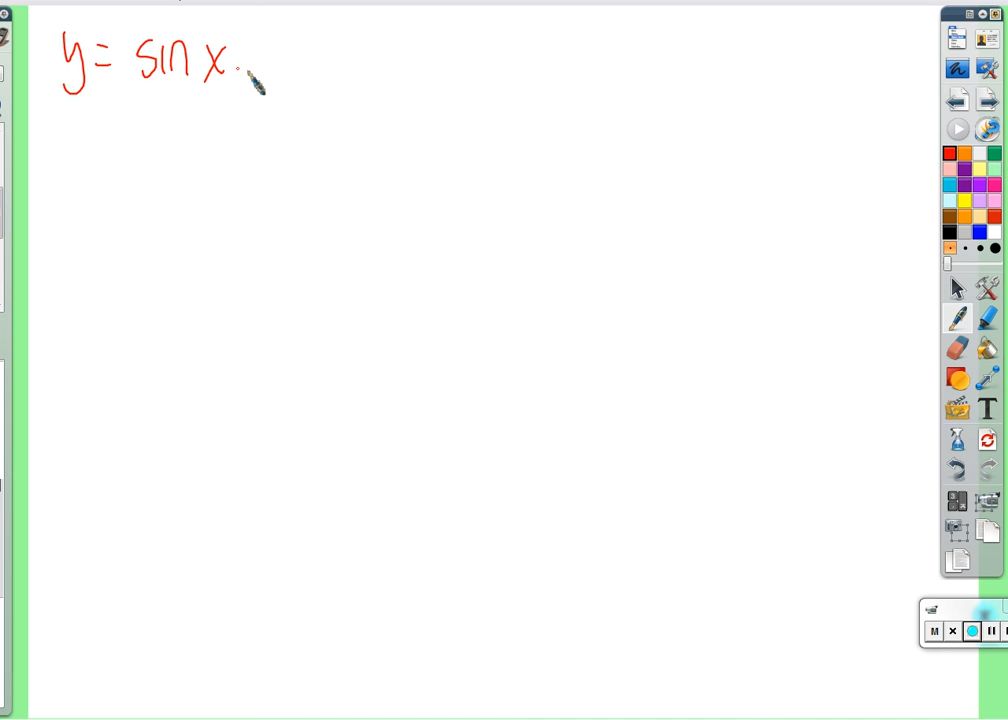 y = sin x .
T
M